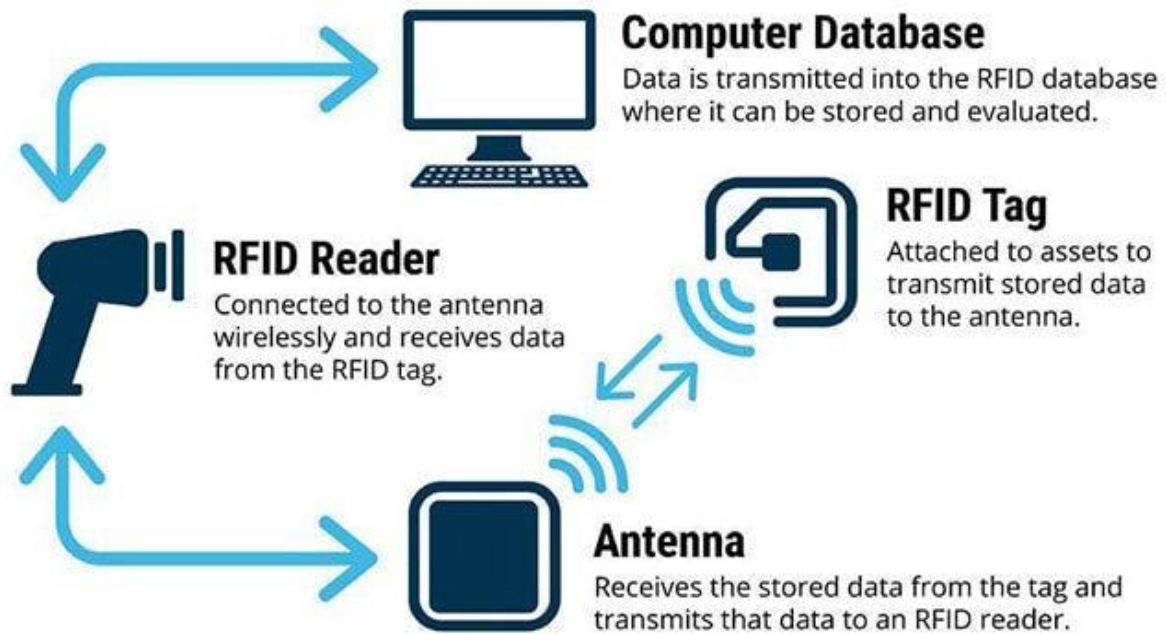 Computer Database
Data is transmitted into the RFID database
where it can be stored and evaluated.
RFID Tag
Attached to assets to
transmit stored data
to the antenna.
RFID Reader
Connected to the antenna
wirelessly and receives data
from the RFID tag.
Antenna
Receives the stored data from the tag and
transmits that data to an RFID reader.